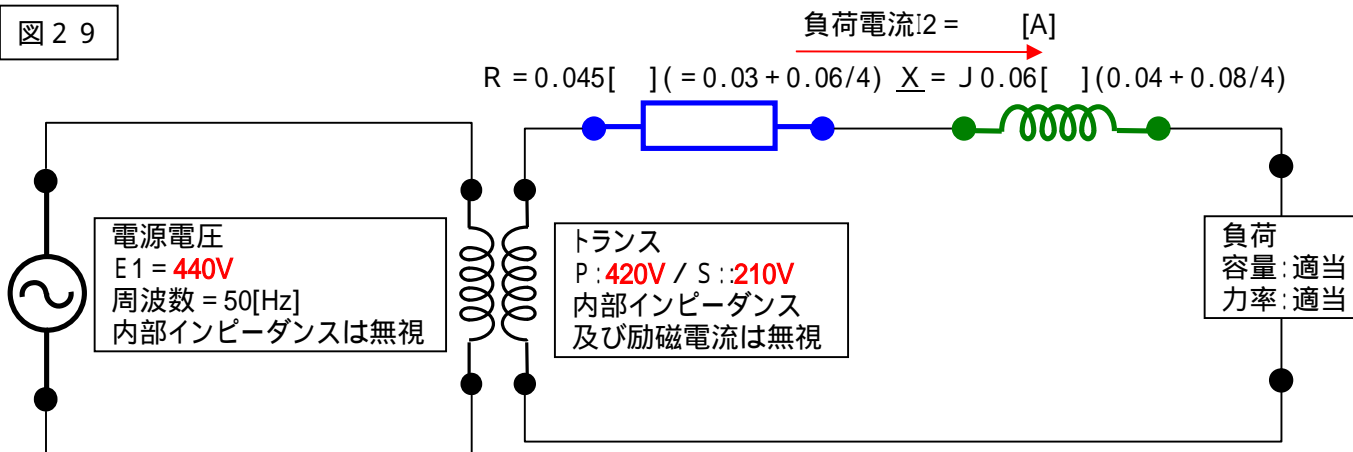 図29
負荷電流I2= [A]
R=0.045[ ](=0.03+0.06/4) X=J0.06[ ](0.04+0.08/4)
電源電圧
E1=440V
周波数=50[Hz]
内部インピーダンスは無視
トランス
P:420V / S::210V
内部インピーダンス
及び励磁電流は無視
負荷
容量:適当
力率:適当